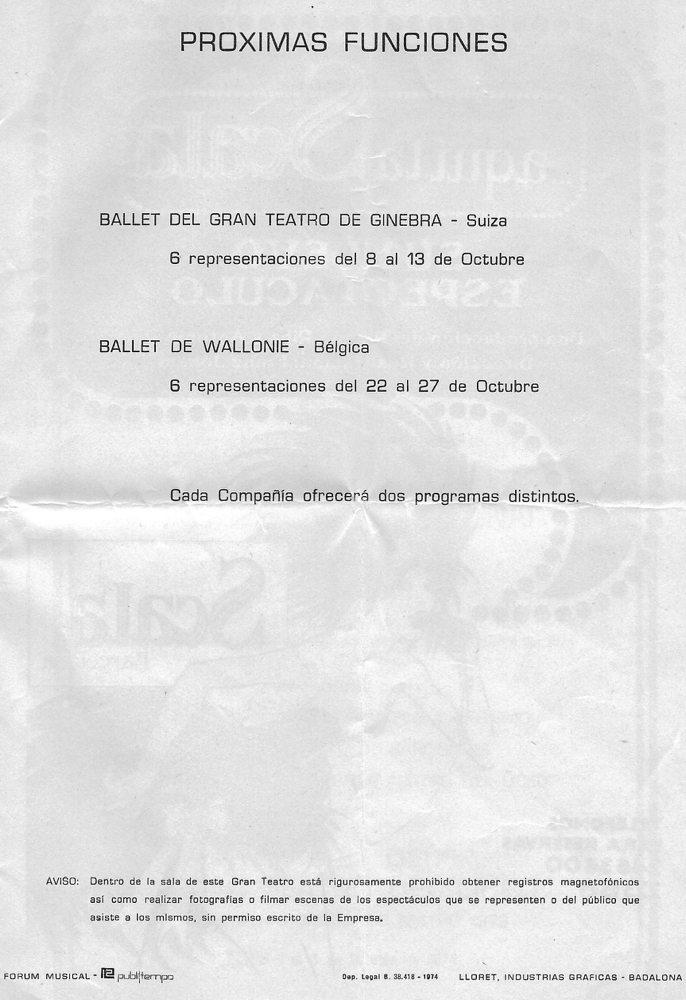 PROXIMAS FUNCIONES
BALLET DEL GRAN TEATRO DE GINEBRA - Suiza
6 representaciones del 8 al 13 de Octubre
BALLET DE WALLONIE - Bélgica
6 representaciones del 22 al 27 de Octubre
Cada Compañía ofrecerá dos programas distintos.
AVISO: Dentro de la sala de este Gran Teatro está rigurosamente prohibido obtener registros magnetofónicos
así como realizar fotografías o filmar escenas de los espectáculos que se representen o del público que
asiste a los mismos, sin permiso escrito de la Empresa.
FORUM MUSICAL - publitempo Dep. Legal B. 38.418 - 1974 LLORET, INDUSTRIAS GRAFICAS - BADALONA